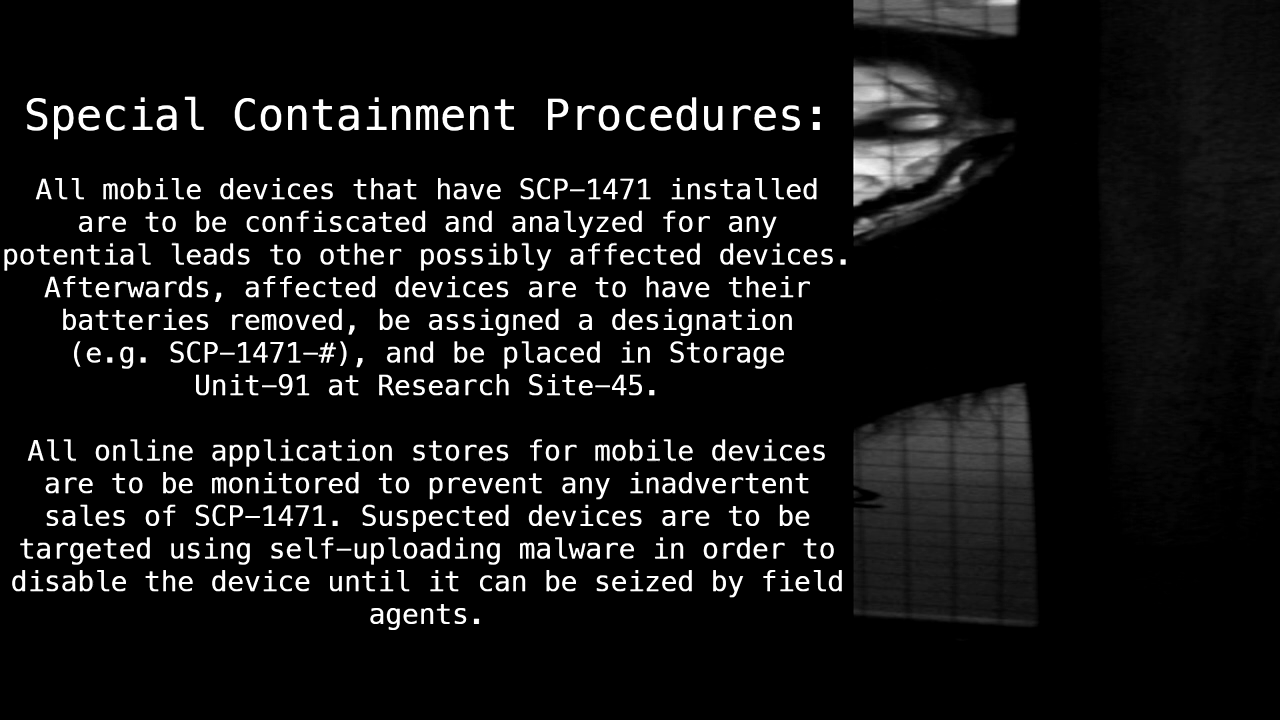 Special Containment Procedures:
All mobile devices that have SCP-1471 installed
are to be confiscated and analyzed for any
potential leads to other possibly affected devices.
Afterwards, affected devices are to have their
batteries removed, be assigned a designation
(e.g. SCP-1471-#), and be placed in Storage
Unit-91 at Research Site-45.
All online application stores for mobile devices
are to be monitored to prevent any inadvertent
sales of SCP-1471. Suspected devices are to be
targeted using self-uploading malware in order to
disable the device until it can be seized by field
agents.